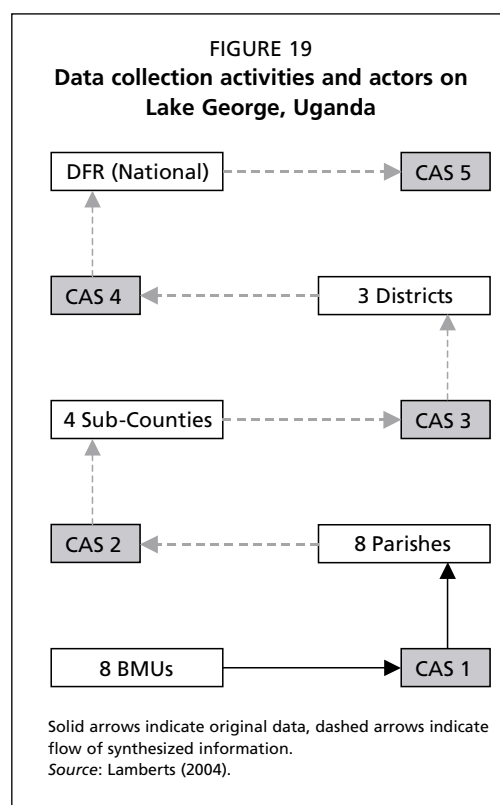 FIGURE 19
Data collection activities and actors on
Lake George, Uganda
DFR (National)
CAS 5
CAS 4
3 Districts
4 Sub-Counties
CAS 3
CAS 2
8 Parishes
8 BMUs
CAS 1
Solid arrows indicate original data, dashed arrows indicate
flow of synthesized information.
Source: Lamberts (2004).